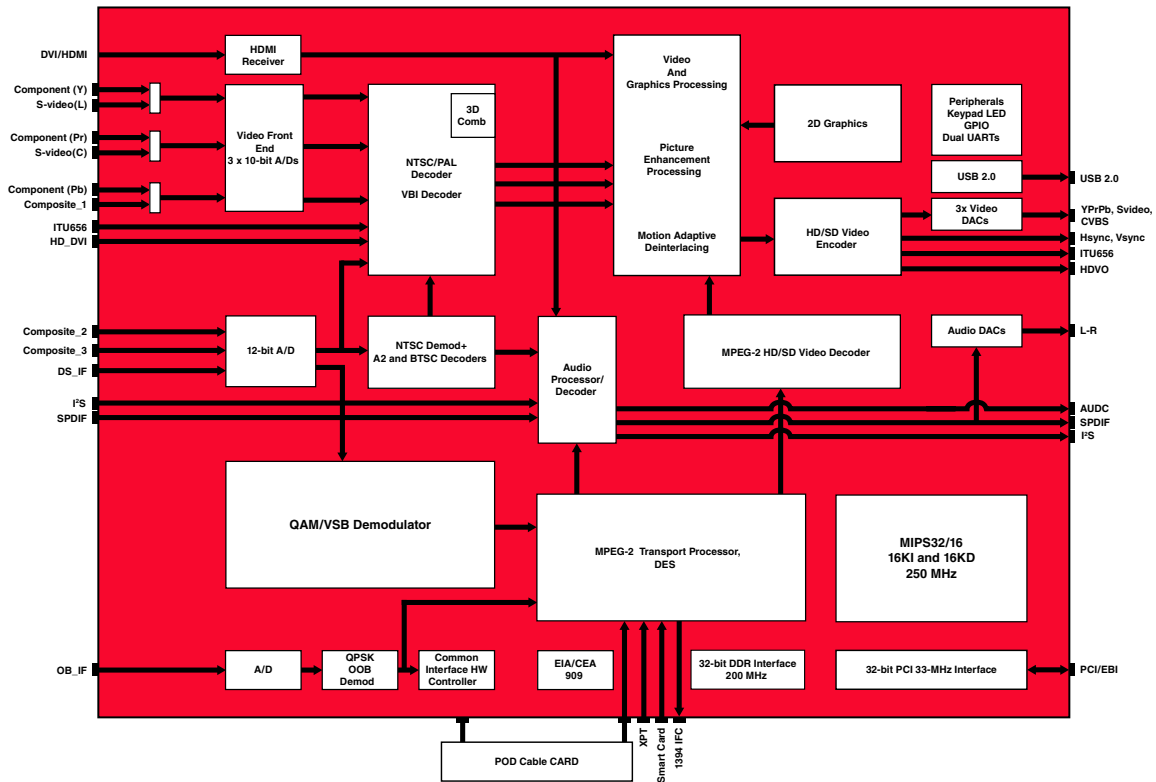 DVI/HDMI
Component (Y)
S-video(L)
Component (Pr)
S-video(C)
Component (Pb)
Composite_1
ITU656
HD_DVI
Composite_2
Composite_3
DS_IF
I²S
SPDIF
OB_IF
HDMI
Receiver
Video Front
End
3 x 10-bit A/Ds
3D
Comb
NTSC/PAL
Decoder
VBI Decoder
Video
And
Graphics Processing
Picture
Enhancement
Processing
Motion Adaptive
Deinterlacing
2D Graphics
Peripherals
Keypad LED
GPIO
Dual UARTs
USB 2.0
3x Video
DACs
HD/SD Video
Encoder
USB 2.0
YPrPb, Svideo,
CVBS
Hsync, Vsync
ITU656
HDVO
12-bit A/D
NTSC Demod+
A2 and BTSC Decoders
Audio
Processor/
Decoder
MPEG-2 HD/SD Video Decoder
Audio DACs
L-R
AUDC
SPDIF
I²S
QAM/VSB Demodulator
MPEG-2 Transport Processor,
DES
MIPS32/16
16KI and 16KD
250 MHz
A/D
QPSK
OOB
Demod
Common
Interface HW
Controller
EIA/CEA
909
32-bit DDR Interface
200 MHz
32-bit PCI 33-MHz Interface
PCI/EBI
POD Cable CARD
XPT
Smart Card
1394 IFC